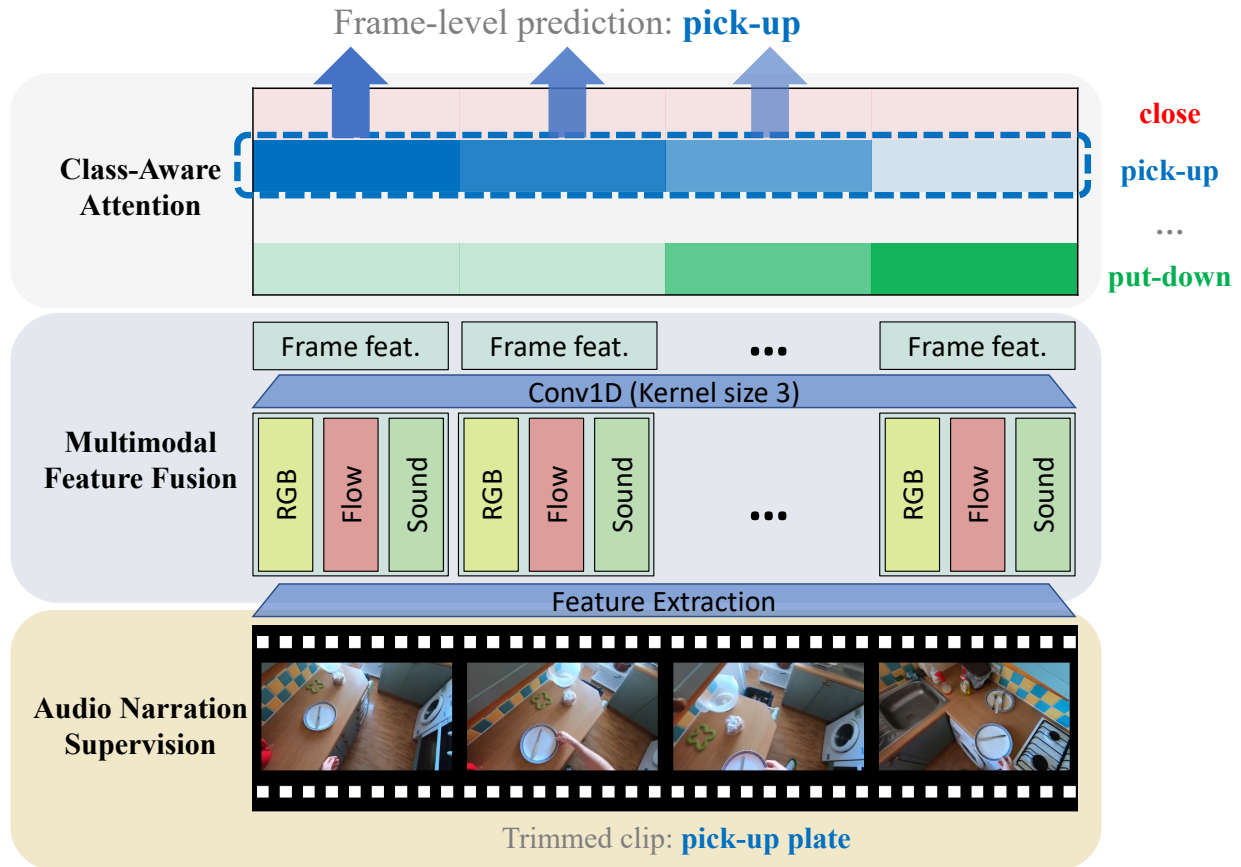 Frame-level prediction: pick-up
close
Class-Aware
Attention
pick-up
...
put-down
Frame feat.
Frame feat.
...
Frame feat.
Conv1D (Kernel size 3)
Multimodal
Feature Fusion
RGB
Flow
Sound
RGB
Flow
Sound
...
RGB
Flow
Sound
Feature Extraction
Audio Narration
Supervision
Trimmed clip: pick-up plate